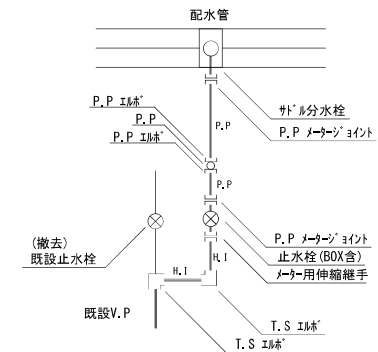 配水管
サドル分水栓
P.P メータージョイント
P.P エルボ
P.P
P.P エルボ
P.P
P.P
P.P メータージョイント
止水栓(BOX含)
メーター用伸縮継手
(撤去)
既設止水栓
H.I
H.I
既設V.P
T.S エルボ
T.S エルボ